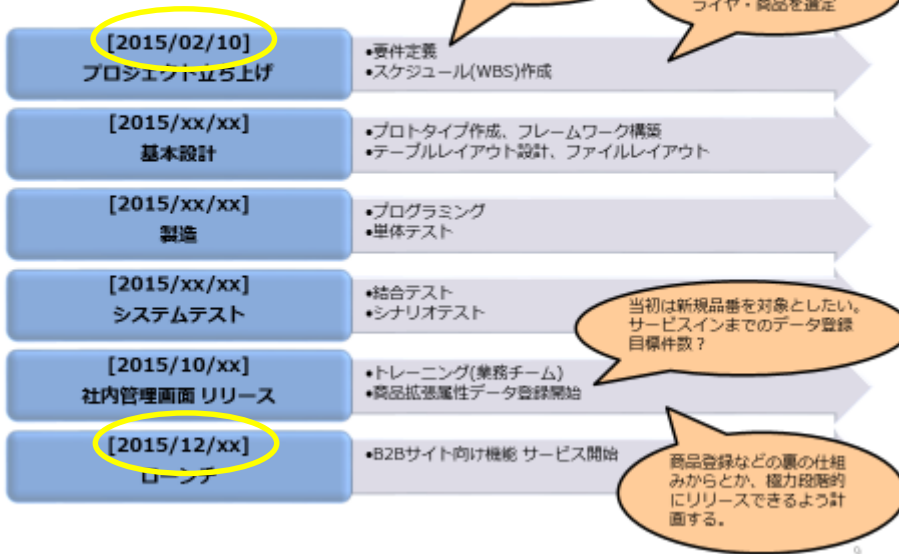 ライヤ・商品を選定
[2015/02/10]
プロジェクト立ち上げ
•要件定義
•スケジュール(WBS)作成
[2015/xx/xx]
基本設計
•プロトタイプ作成、フレームワーク構築
•テーブルレイアウト設計、ファイルレイアウト
[2015/xx/xx]
製造
•プログラミング
•単体テスト
[2015/xx/xx]
システムテスト
•結合テスト
•シナリオテスト
当初は新規品番を対象としたい。
サービスインまでのデータ登録
目標件数？
[2015/10/xx]
社内管理画面 リリース
•トレーニング(業務チーム)
•商品拡張属性データ登録開始
[2015/12/xx]
ローンチ
•B2Bサイト向け機能 サービス開始
商品登録などの裏の仕組
みからとか、極力段階的
にリリースできるよう計
画する。
9